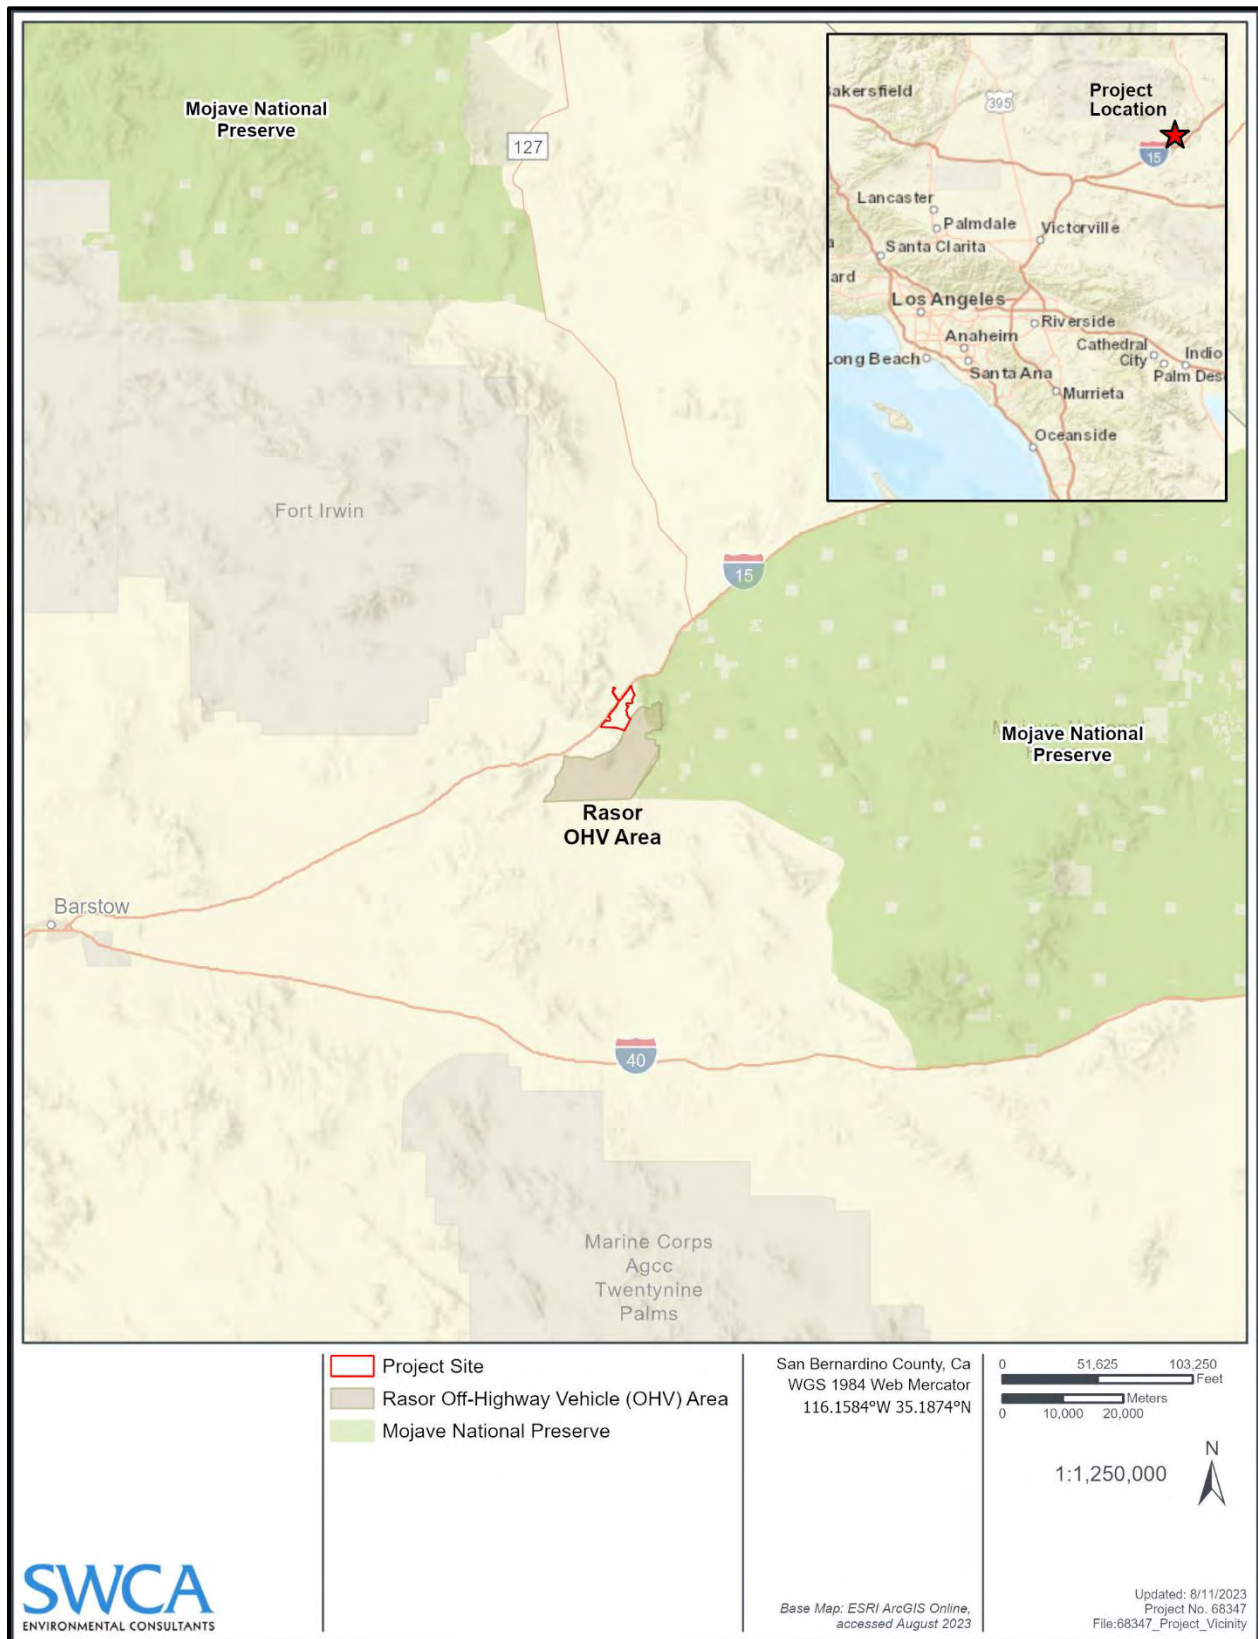 Mojave National
Preserve
127
Fort Irwin
15
Mojave National
Preserve
Rasor
OHV Area
Barstow
40
Marine Corps
Agcc
Twentynine
Palms
akersfield
395
Project
Location
15
Lancaster
Palmdale
Victorville
Santa Clarita
a
ard
Los Angeles
Riverside
Anaheim
Cathedral
City
Indio
ong Beach
Santa Ana
Palm Des
Murrieta
Oceanside
Project Site
Rasor Off-Highway Vehicle (OHV) Area
Mojave National Preserve
San Bernardino County, Ca
WGS 1984 Web Mercator
116.1584°W 35.1874°N
0 51,625 103,250
Feet
Meters
0 10,000 20,000
N
1:1,250,000
SWCA
ENVIRONMENTAL CONSULTANTS
Base Map: ESRI ArcGIS Online,
accessed August 2023
Updated: 8/11/2023
Project No. 68347
File:68347_Project_Vicinity